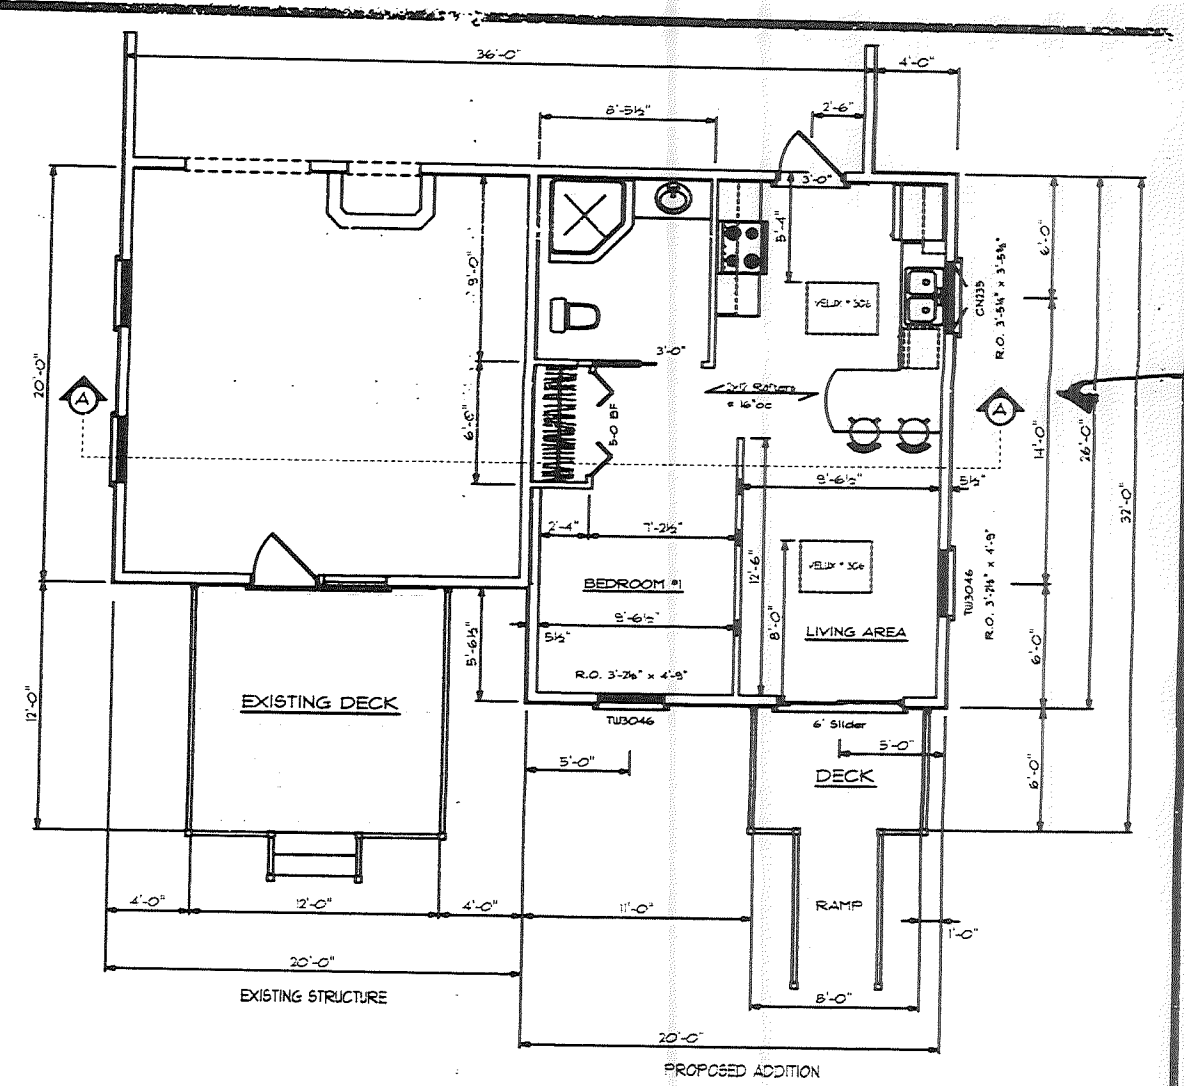 36'-0"
4'-0"
8'-5½"
2'-6"
3'-0"
5'-4"
6'-0"
9'-0"
VELUX # 306
CN235
R.O. 3'-5¼" x 3'-5⅜"
20'-0"
A
3'-0"
2x12 Rafters
@ 16"oc
A
6'-0"
5-0 BF
14'-0"
26'-0"
32'-0"
9'-6½"
5½"
2'-4"
7'-2½"
12'-6"
VELUX # 306
BEDROOM #1
8'-0"
TW3046
R.O. 3'-2⅛" x 4'-9"
9'-6½"
LIVING AREA
5½"
5'-6½"
6'-0"
R.O. 3'-2⅛" x 4'-9"
12'-0"
EXISTING DECK
TW3046
6' Slider
5'-0"
5'-0"
DECK
6'-0"
4'-0"
12'-0"
4'-0"
11'-0"
RAMP
1'-0"
20'-0"
8'-0"
EXISTING STRUCTURE
20'-0"
PROPOSED ADDITION